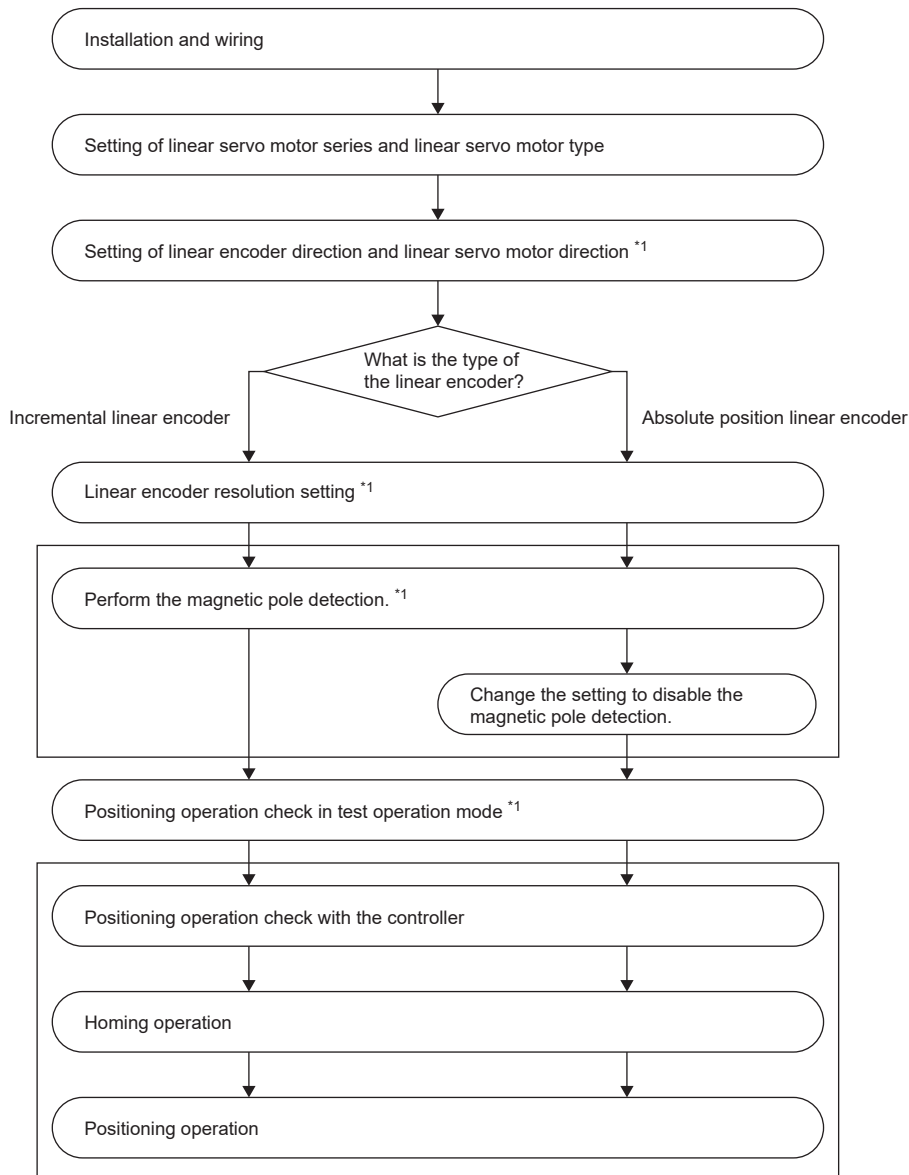 Installation and wiring
Setting of linear servo motor series and linear servo motor type
Setting of linear encoder direction and linear servo motor direction *1
What is the type of
the linear encoder?
Incremental linear encoder
Absolute position linear encoder
Linear encoder resolution setting *1
Perform the magnetic pole detection. *1
Change the setting to disable the
magnetic pole detection.
Positioning operation check in test operation mode *1
Positioning operation check with the controller
Homing operation
Positioning operation